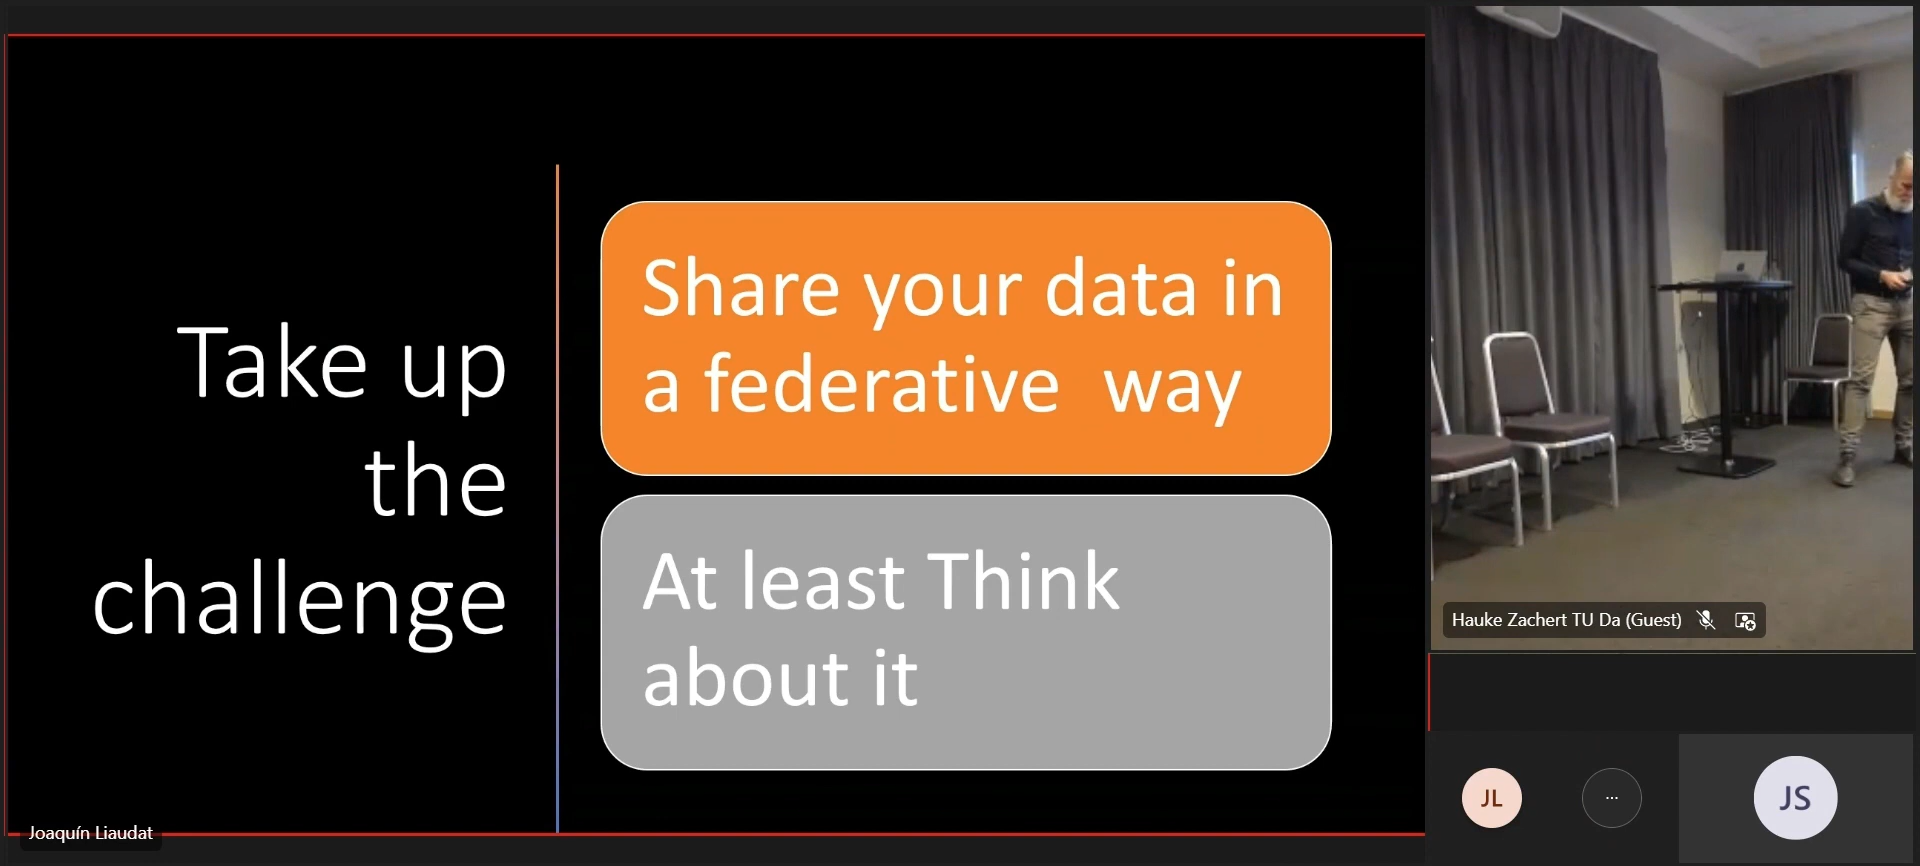 Take up
the
challenge
Share your data in
a federative way
At least Think
about it
Joaquín Liaudat
Hauke Zachert TU Da (Guest)
JL
...
JS